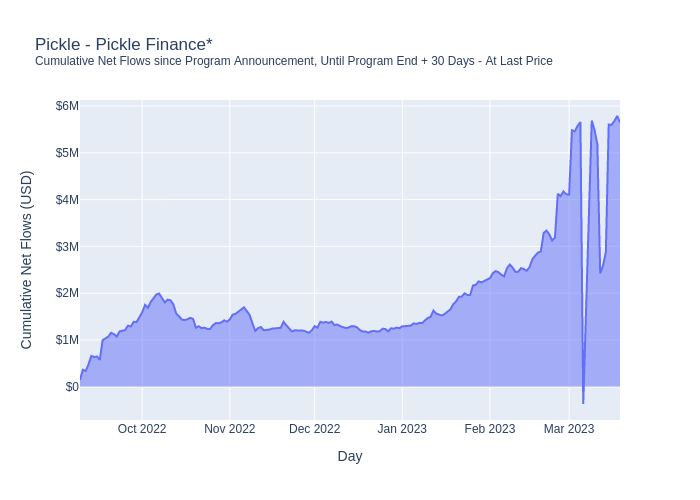 Pickle - Pickle Finance*
Cumulative Net Flows since Program Announcement, Until Program End + 30 Days - At Last Price
Cumulative Net Flows (USD)
$6M
$5M
$4M
$3M
$2M
$1M
$0
Oct 2022
Nov 2022
Dec 2022
Jan 2023
Feb 2023
Mar 2023
Day